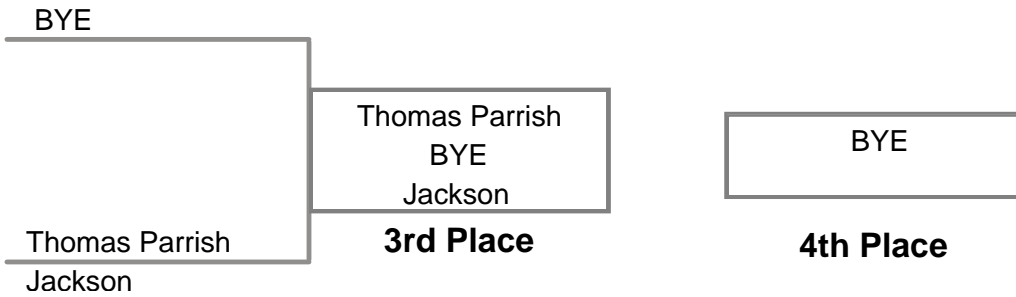 BYE
Thomas Parrish
Jackson
Thomas Parrish
BYE
Jackson
3rd Place
BYE
4th Place